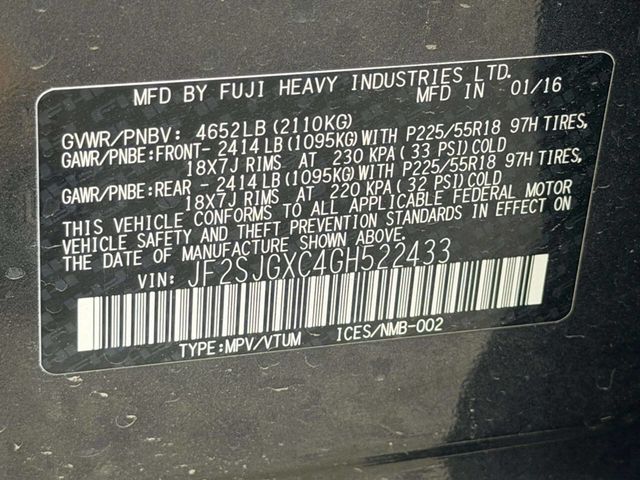 MFD BY FUJI HEAVY INDUSTRIES LTD.
MFD IN 01/16
GVWR/PNBV: 4652LB (2110KG)
GAWR/PNBE:FRONT- 2414 LB (1095KG) WITH P225/55R18 97H TIRES,
18X7J RIMS AT 230 KPA (33 PSI) COLD
GAWR/PNBE:REAR - 2414 LB (1095KG) WITH P225/55R18 97H TIRES,
18X7J RIMS AT 220 KPA (32 PSI) COLD
THIS VEHICLE CONFORMS TO ALL APPLICABLE FEDERAL MOTOR
VEHICLE SAFETY AND THEFT PREVENTION STANDARDS IN EFFECT ON
THE DATE OF MANUFACTURE SHOWN ABOVE.
VIN: JF2SJGXC4GH522433
TYPE:MPV/VTUM ICES/NMB-002